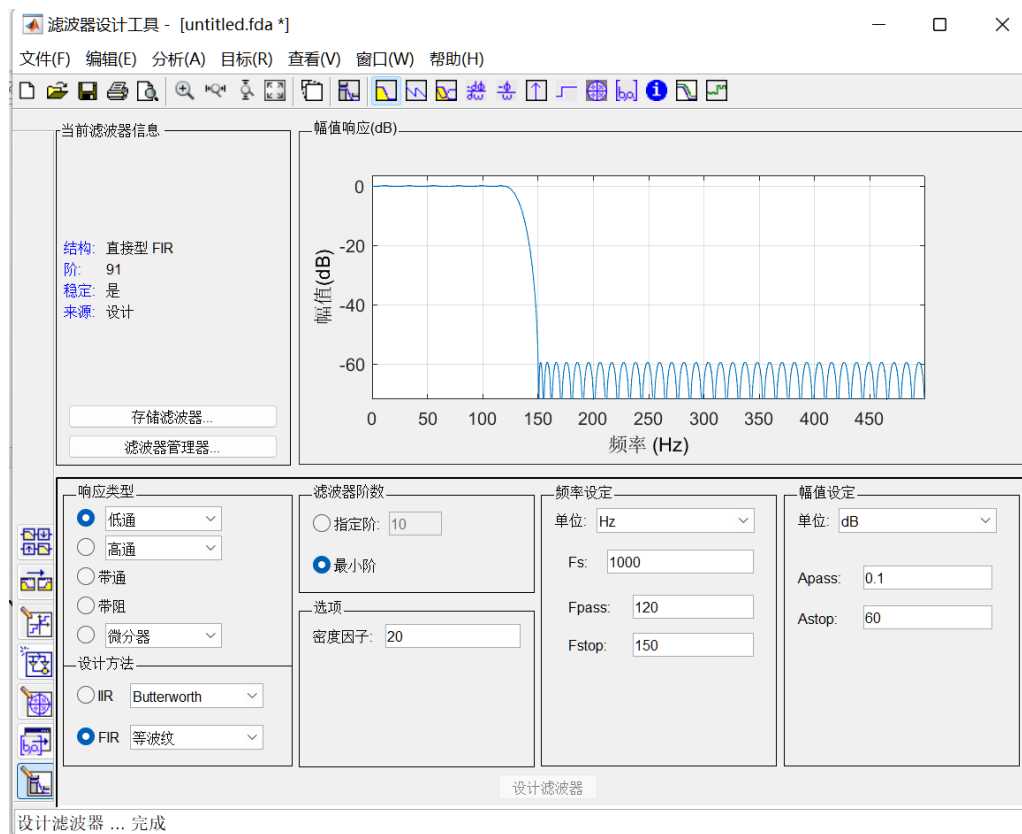 滤波器设计工具 - [untitled.fda *]
文件(F) 编辑(E) 分析(A) 目标(R) 查看(V) 窗口(W) 帮助(H)
当前滤波器信息
结构: 直接型 FIR
阶: 91
稳定: 是
来源: 设计
存储滤波器...
滤波器管理器...
幅值响应(dB)
0
-20
-40
-60
幅值(dB)
0 50 100 150 200 250 300 350 400 450
频率 (Hz)
响应类型
低通
高通
带通
带阻
微分器
设计方法
IIR Butterworth
FIR 等波纹
滤波器阶数
指定阶: 10
最小阶
选项
密度因子: 20
频率设定
单位: Hz
Fs: 1000
Fpass: 120
Fstop: 150
幅值设定
单位: dB
Apass: 0.1
Astop: 60
设计滤波器
设计滤波器 ... 完成